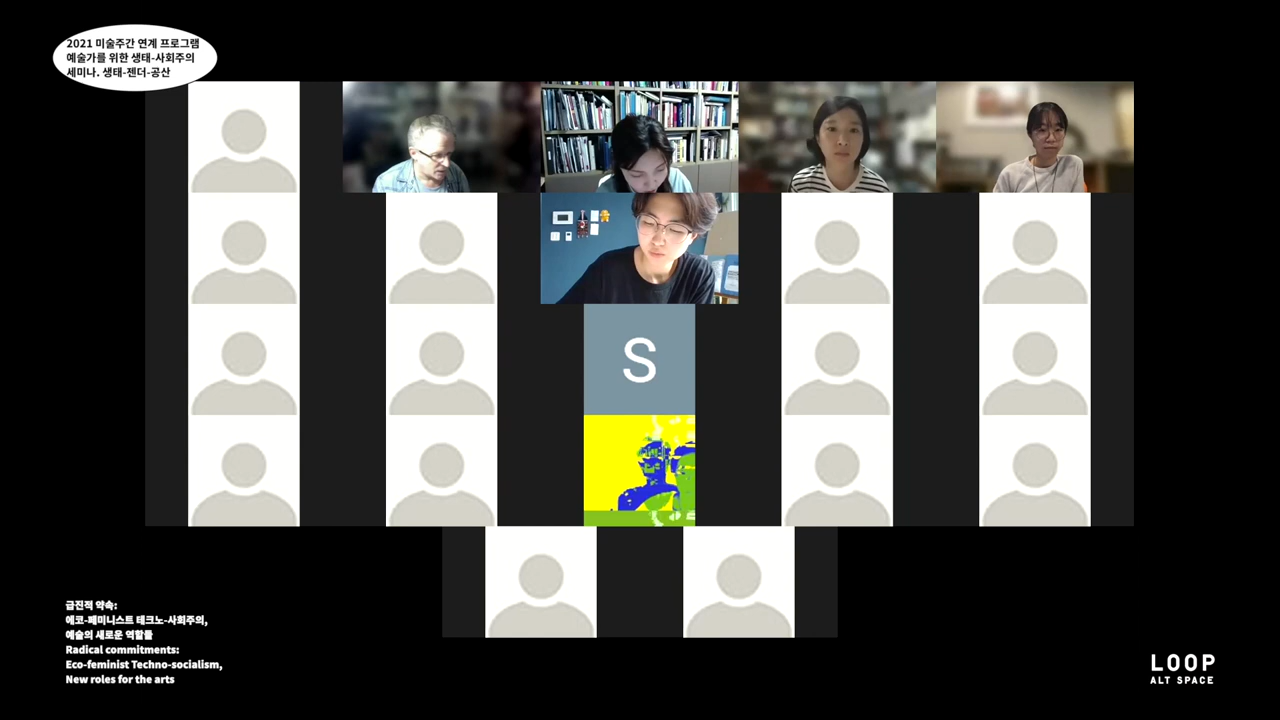 2021 미술주간 연계 프로그램
예술가를 위한 생태-사회주의
세미나. 생태-젠더-공산
S
급진적 약속:
에코-페미니스트 테크노-사회주의,
예술의 새로운 역할들
Radical commitments:
Eco-feminist Techno-socialism,
New roles for the arts
LOOP
ALT SPACE